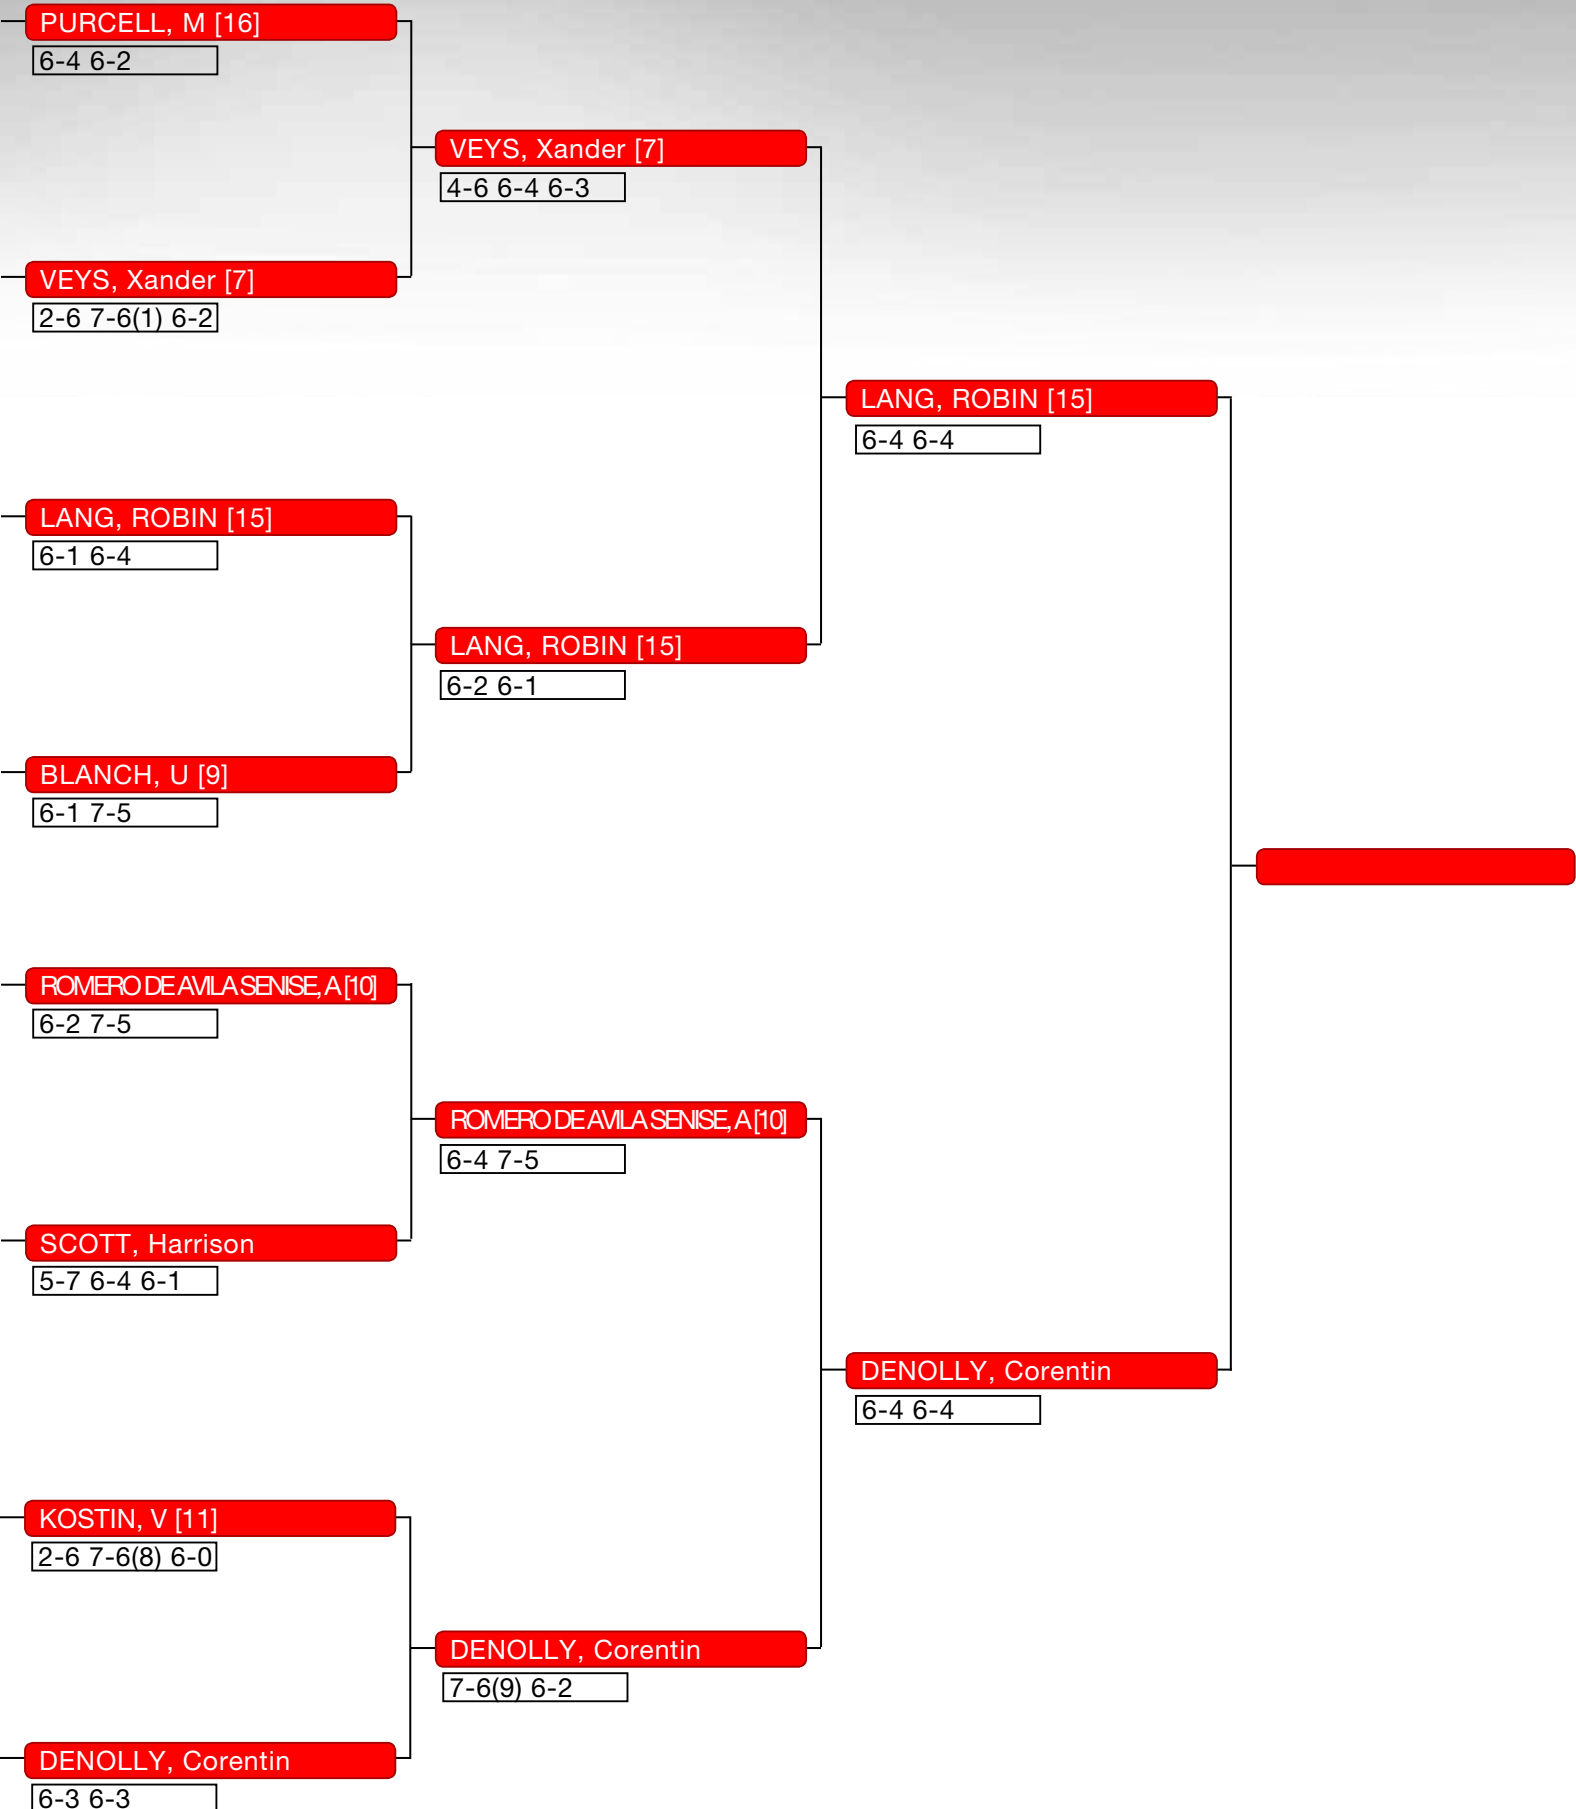 PURCELL, M [16]
6-4 6-2
VEYS, Xander [7]
4-6 6-4 6-3
VEYS, Xander [7]
2-6 7-6(1) 6-2
LANG, ROBIN [15]
6-4 6-4
LANG, ROBIN [15]
6-1 6-4
LANG, ROBIN [15]
6-2 6-1
BLANCH, U [9]
6-1 7-5
ROMERO DE AVILA SENISE, A [10]
6-2 7-5
ROMERO DE AVILA SENISE, A [10]
6-4 7-5
SCOTT, Harrison
5-7 6-4 6-1
DENOLLY, Corentin
6-4 6-4
KOSTIN, V [11]
2-6 7-6(8) 6-0
DENOLLY, Corentin
7-6(9) 6-2
DENOLLY, Corentin
6-3 6-3